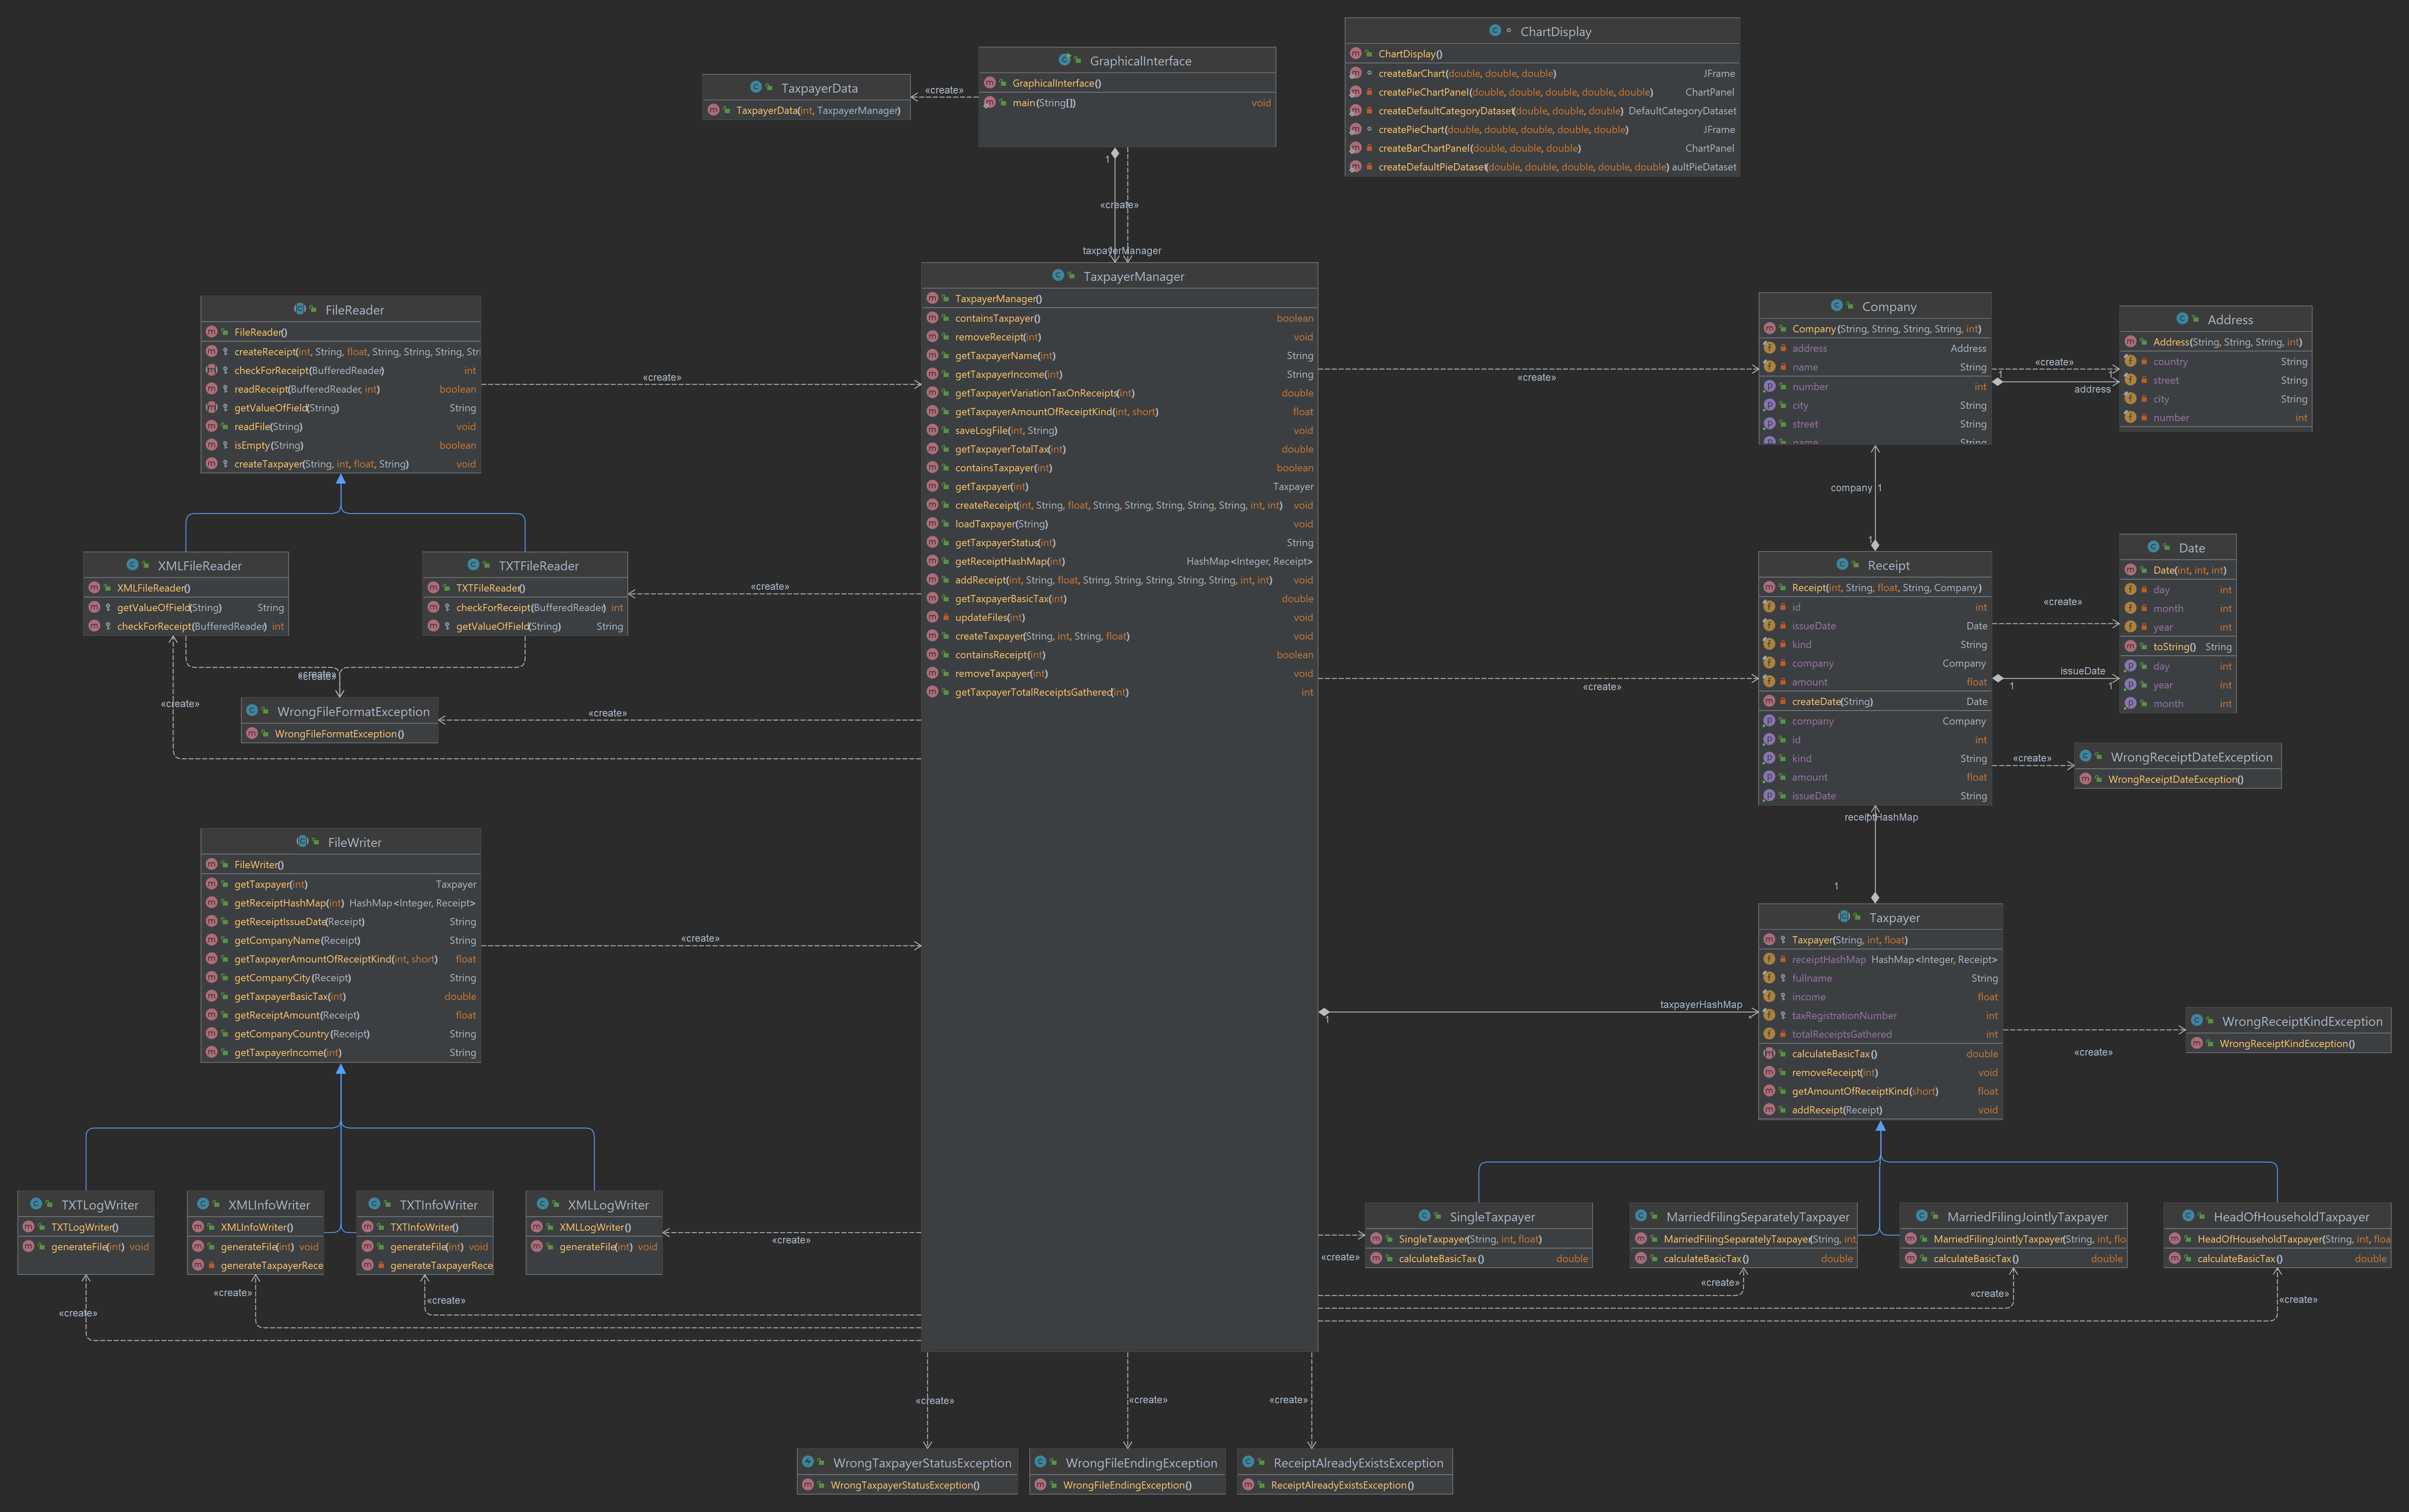 ChartDisplay
ChartDisplay()
createBarChart(double, double, double) JFrame
createPieChartPanel(double, double, double, double, double) ChartPanel
createDefaultCategoryDataset(double, double, double) DefaultCategoryDataset
createPieChart(double, double, double, double, double) JFrame
createBarChartPanel(double, double, double) ChartPanel
createDefaultPieDataset(double, double, double, double, double) aultPieDataset
GraphicalInterface
GraphicalInterface()
main(String[]) void
TaxpayerData
TaxpayerData(int, TaxpayerManager)
«create»
1
«create»
taxpayerManager
TaxpayerManager
TaxpayerManager()
containsTaxpayer() boolean
removeReceipt(int) void
getTaxpayerName(int) String
getTaxpayerIncome(int) String
getTaxpayerVariationTaxOnReceipts(int) double
getTaxpayerAmountOfReceiptKind(int, short) float
saveLogFile(int, String) void
getTaxpayerTotalTax(int) double
containsTaxpayer(int) boolean
getTaxpayer(int) Taxpayer
createReceipt(int, String, float, String, String, String, String, String, int, int) void
loadTaxpayer(String) void
getTaxpayerStatus(int) String
getReceiptHashMap(int) HashMap<Integer, Receipt>
addReceipt(int, String, float, String, String, String, String, String, int, int) void
getTaxpayerBasicTax(int) double
updateFiles(int) void
createTaxpayer(String, int, String, float) void
containsReceipt(int) boolean
removeTaxpayer(int) void
getTaxpayerTotalReceiptsGathered(int) int
FileReader
FileReader()
createReceipt(int, String, float, String, String, String, Stri
checkForReceipt(BufferedReader) int
readReceipt(BufferedReader, int) boolean
getValueOfField(String) String
readFile(String) void
isEmpty(String) boolean
createTaxpayer(String, int, float, String) void
«create»
XMLFileReader
XMLFileReader()
getValueOfField(String) String
checkForReceipt(BufferedReader) int
TXTFileReader
TXTFileReader()
checkForReceipt(BufferedReader) int
getValueOfField(String) String
«create»
«create»
«create»
«create»
WrongFileFormatException
WrongFileFormatException()
«create»
Company
Company(String, String, String, String, int)
address Address
name String
number int
city String
street String
name String
«create»
Address
Address(String, String, String, int)
country String
street String
city String
number int
«create»
1
1
address
company 1
1
Receipt
Receipt(int, String, float, String, Company)
id int
issueDate Date
kind String
company Company
amount float
createDate(String) Date
company Company
id int
kind String
amount float
issueDate String
«create»
Date
Date(int, int, int)
day int
month int
year int
toString() String
day int
year int
month int
«create»
issueDate
1
1
WrongReceiptDateException
WrongReceiptDateException()
«create»
receiptHashMap
1
FileWriter
FileWriter()
getTaxpayer(int) Taxpayer
getReceiptHashMap(int) HashMap<Integer, Receipt>
getReceiptIssueDate(Receipt) String
getCompanyName(Receipt) String
getTaxpayerAmountOfReceiptKind(int, short) float
getCompanyCity(Receipt) String
getTaxpayerBasicTax(int) double
getReceiptAmount(Receipt) float
getCompanyCountry(Receipt) String
getTaxpayerIncome(int) String
«create»
Taxpayer
Taxpayer(String, int, float)
receiptHashMap HashMap<Integer, Receipt>
fullname String
income float
taxRegistrationNumber int
totalReceiptsGathered int
calculateBasicTax() double
removeReceipt(int) void
getAmountOfReceiptKind(short) float
addReceipt(Receipt) void
taxpayerHashMap
1
*
WrongReceiptKindException
WrongReceiptKindException()
«create»
TXTLogWriter
TXTLogWriter()
generateFile(int) void
XMLInfoWriter
XMLInfoWriter()
generateFile(int) void
generateTaxpayerRece
TXTInfoWriter
TXTInfoWriter()
generateFile(int) void
generateTaxpayerRece
XMLLogWriter
XMLLogWriter()
generateFile(int) void
«create»
«create»
«create»
«create»
SingleTaxpayer
SingleTaxpayer(String, int, float)
calculateBasicTax() double
MarriedFilingSeparatelyTaxpayer
MarriedFilingSeparatelyTaxpayer(String, int
calculateBasicTax() double
MarriedFilingJointlyTaxpayer
MarriedFilingJointlyTaxpayer(String, int, flo
calculateBasicTax() double
HeadOfHouseholdTaxpayer
HeadOfHouseholdTaxpayer(String, int, floa
calculateBasicTax() double
«create»
«create»
«create»
«create»
«create»
«create»
«create»
WrongTaxpayerStatusException
WrongTaxpayerStatusException()
WrongFileEndingException
WrongFileEndingException()
ReceiptAlreadyExistsException
ReceiptAlreadyExistsException()